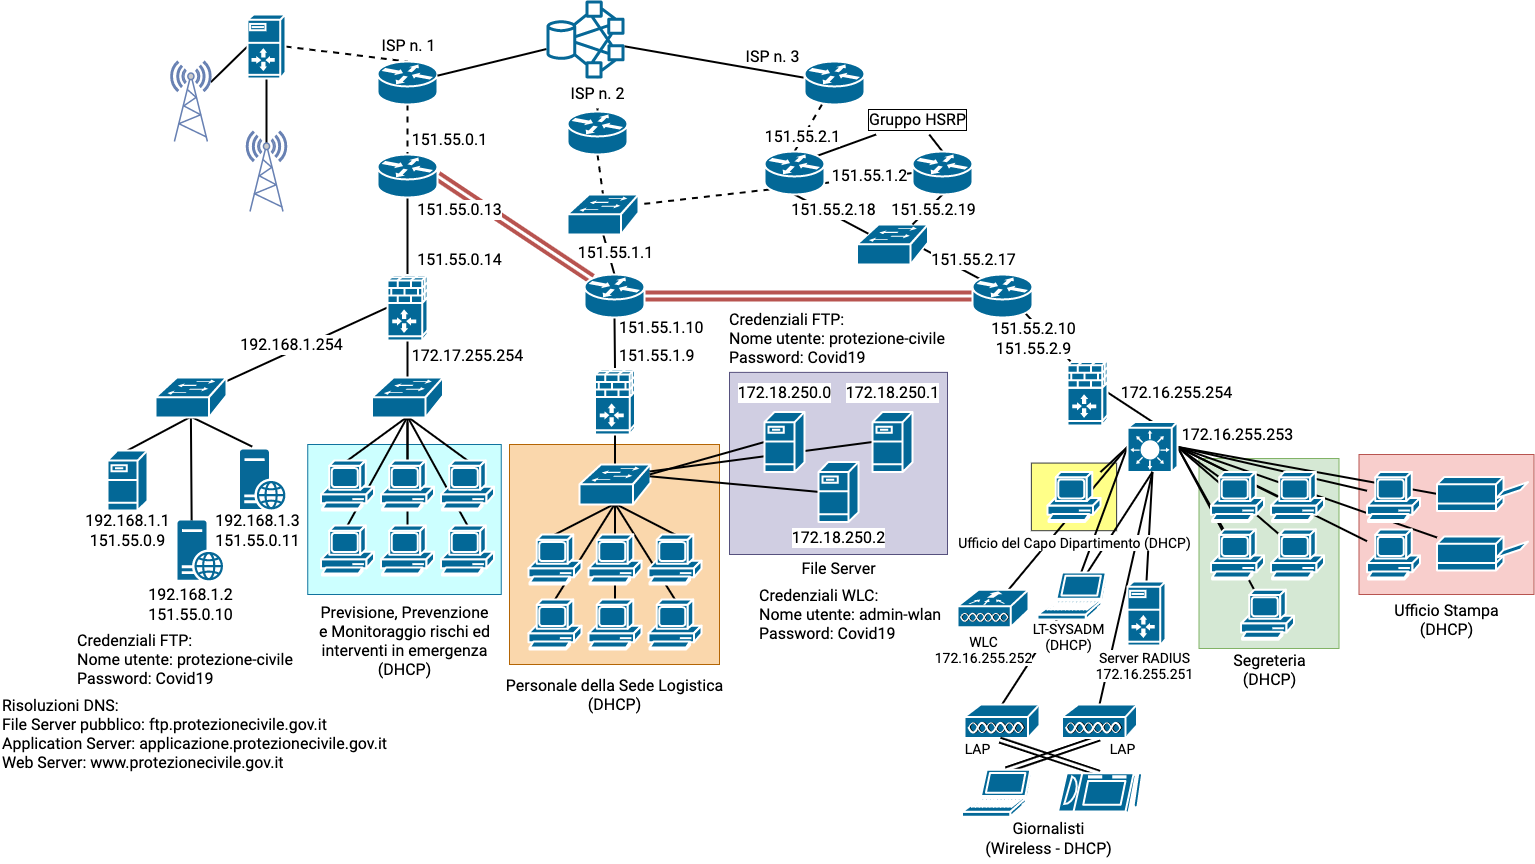 ISP n. 1
ISP n. 3
ISP n. 2
Gruppo HSRP
151.55.0.1
151.55.2.1
151.55.1.2
151.55.0.13
151.55.2.18
151.55.2.19
151.55.0.14
151.55.1.1
151.55.2.17
192.168.1.254
172.17.255.254
151.55.1.10
151.55.1.9
Credenziali FTP:
Nome utente: protezione-civile
Password: Covid19
151.55.2.10
151.55.2.9
172.18.250.0
172.18.250.1
172.18.250.2
File Server
172.16.255.254
172.16.255.253
192.168.1.1
151.55.0.9
192.168.1.3
151.55.0.11
192.168.1.2
151.55.0.10
Credenziali FTP:
Nome utente: protezione-civile
Password: Covid19
Risoluzioni DNS:
File Server pubblico: ftp.protezionecivile.gov.it
Application Server: applicazione.protezionecivile.gov.it
Web Server: www.protezionecivile.gov.it
Previsione, Prevenzione
e Monitoraggio rischi ed
interventi in emergenza
(DHCP)
Personale della Sede Logistica
(DHCP)
Credenziali WLC:
Nome utente: admin-wlan
Password: Covid19
Ufficio del Capo Dipartimento (DHCP)
WLC
172.16.255.252
LT-SYSADM
(DHCP)
Server RADIUS
172.16.255.251
Segreteria
(DHCP)
Ufficio Stampa
(DHCP)
LAP
LAP
Giornalisti
(Wireless - DHCP)